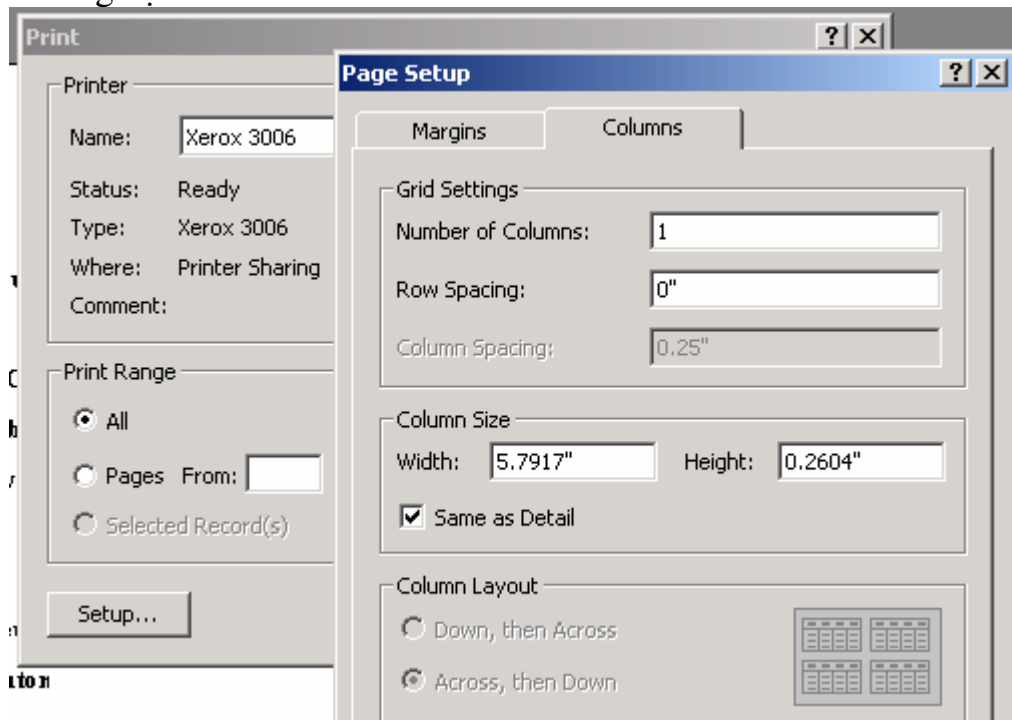 Print
Printer
Name: Xerox 3006
Status: Ready
Type: Xerox 3006
Where: Printer Sharing
Comment:
Print Range
All
Pages From:
Selected Record(s)
Setup...
Page Setup
Margins Columns
Grid Settings
Number of Columns: 1
Row Spacing: 0"
Column Spacing: 0.25"
Column Size
Width: 5.7917" Height: 0.2604"
Same as Detail
Column Layout
Down, then Across
Across, then Down